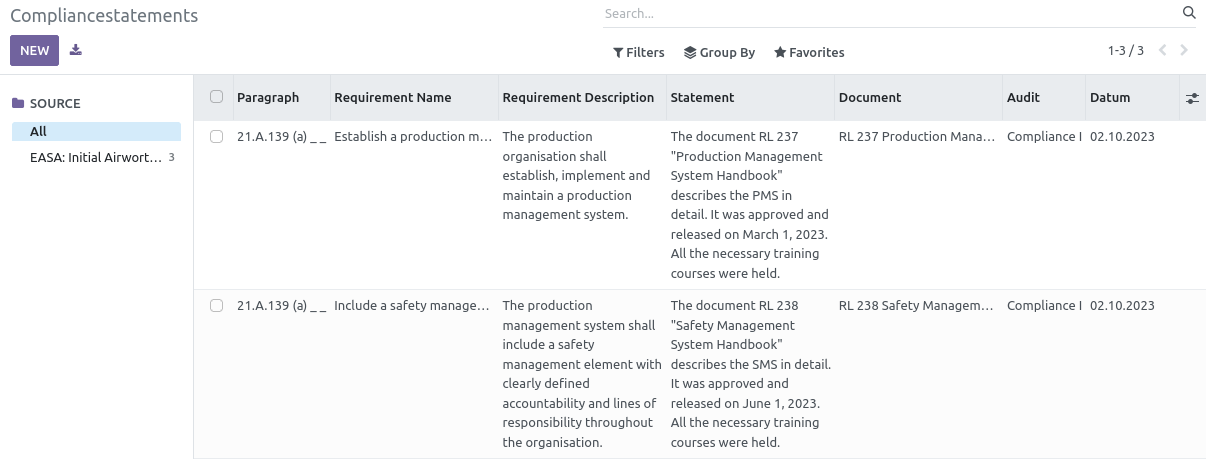 Compliancestatements
Search...
NEW
Filters
Group By
Favorites
1-3 / 3
SOURCE
All
EASA: Initial Airwort... 3
Paragraph
Requirement Name
Requirement Description
Statement
Document
Audit
Datum
21.A.139 (a) _ _
Establish a production m...
The production
organisation shall
establish, implement and
maintain a production
management system.
The document RL 237
"Production Management
System Handbook"
describes the PMS in
detail. It was approved and
released on March 1, 2023.
All the necessary training
courses were held.
RL 237 Production Mana...
Compliance I
02.10.2023
21.A.139 (a) _ _
Include a safety manage...
The production
management system shall
include a safety
management element with
clearly defined
accountability and lines of
responsibility throughout
the organisation.
The document RL 238
"Safety Management
System Handbook"
describes the SMS in detail.
It was approved and
released on June 1, 2023.
All the necessary training
courses were held.
RL 238 Safety Managem...
Compliance I
02.10.2023